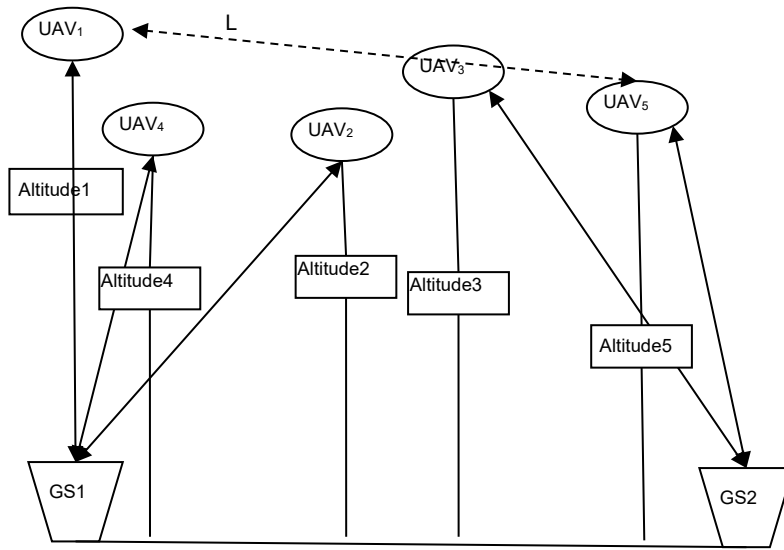 UAV₁
L
UAV₃
UAV₅
UAV₄
UAV₂
Altitude1
Altitude4
Altitude2
Altitude3
Altitude5
GS1
GS2